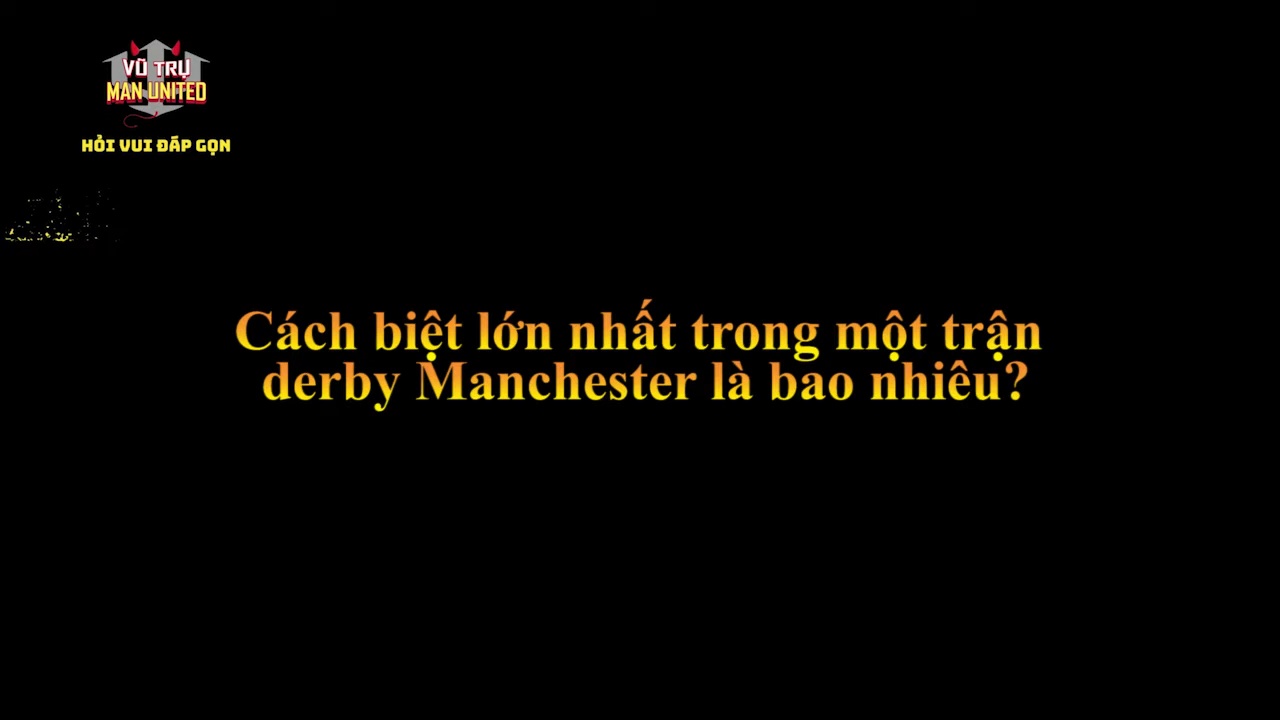 VŨ TRỤ
MAN UNITED
HỎI VUI ĐÁP GỌN
Cách biệt lớn nhất trong một trận
derby Manchester là bao nhiêu?